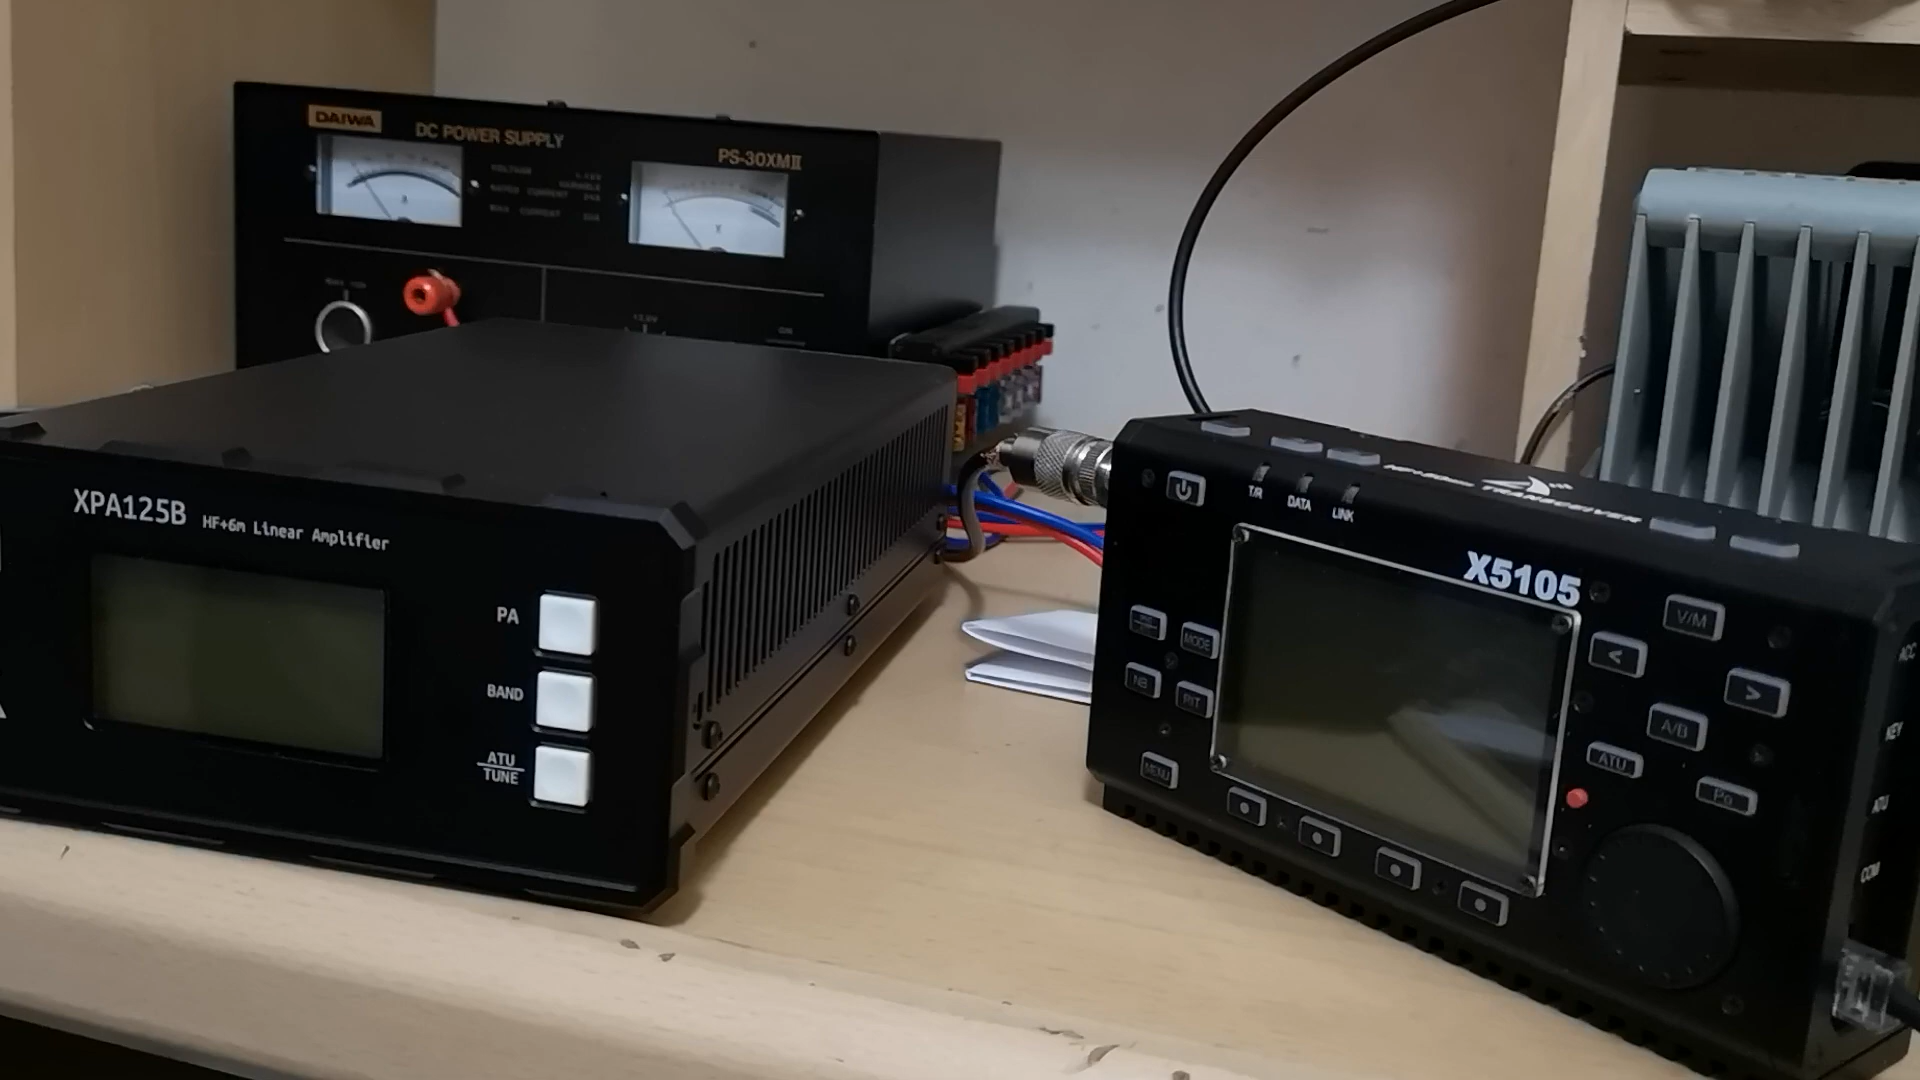 DAIWA
DC POWER SUPPLY
PS-30XMII
XPA125B HF+6m Linear Amplifier
PA
BAND
ATU
TUNE
T/R
DATA
LINK
TRANSCEIVER
X5105
MODE
NB
RIT
MENU
V/M
<
>
A/B
ATU
Po
ACC
KEY
ATU
COM